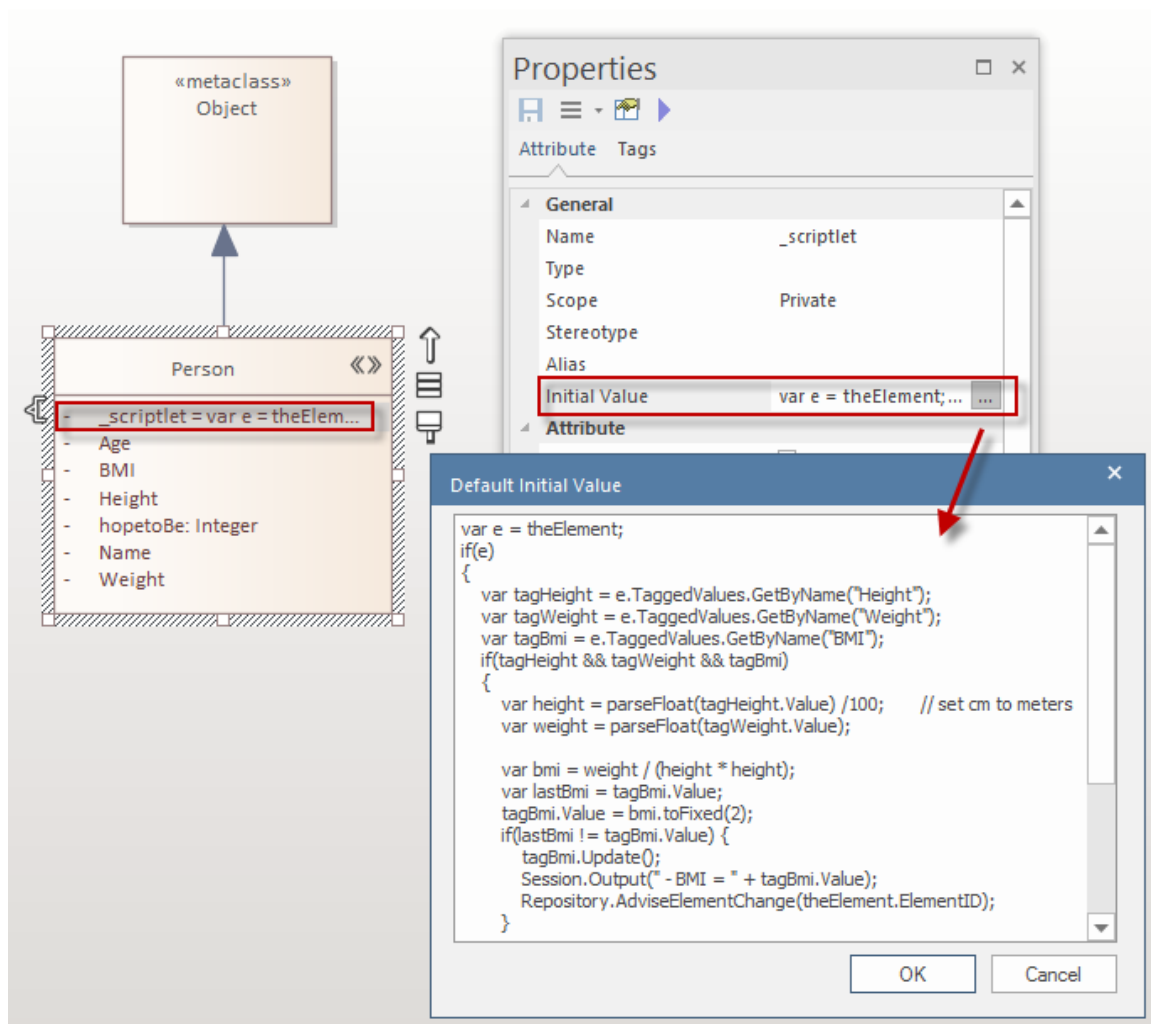 «metaclass»
Object
Person
«»
- _scriptlet = var e = theElem...
- Age
- BMI
- Height
- hopetoBe: Integer
- Name
- Weight
Properties
Attribute Tags
General
Name _scriptlet
Type
Scope Private
Stereotype
Alias
Initial Value var e = theElement;... ...
Attribute
Default Initial Value
var e = theElement;
if(e)
{
var tagHeight = e.TaggedValues.GetByName("Height");
var tagWeight = e.TaggedValues.GetByName("Weight");
var tagBmi = e.TaggedValues.GetByName("BMI");
if(tagHeight && tagWeight && tagBmi)
{
var height = parseFloat(tagHeight.Value) /100; // set cm to meters
var weight = parseFloat(tagWeight.Value);
var bmi = weight / (height * height);
var lastBmi = tagBmi.Value;
tagBmi.Value = bmi.toFixed(2);
if(lastBmi != tagBmi.Value) {
tagBmi.Update();
Session.Output(" - BMI = " + tagBmi.Value);
Repository.AdviseElementChange(theElement.ElementID);
}
OK Cancel